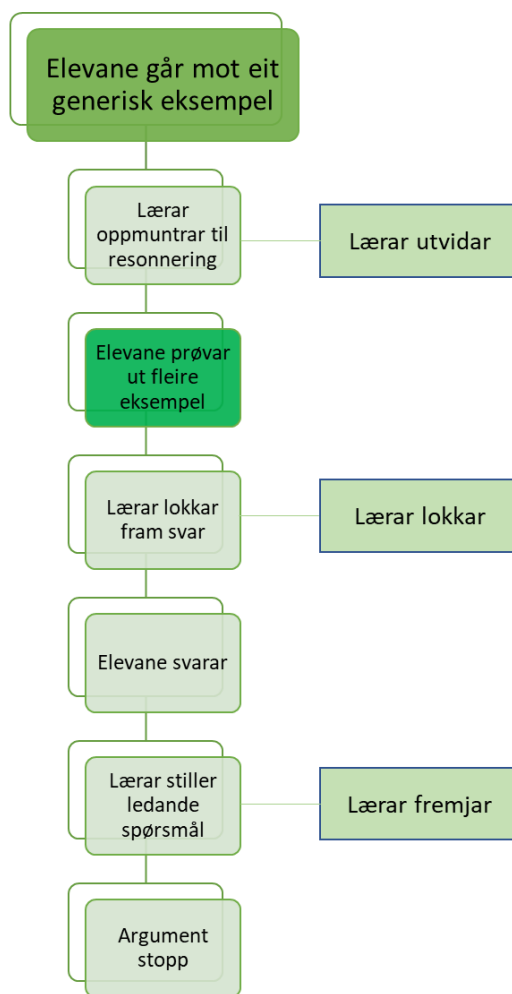 Elevane går mot eit
generisk eksempel
Lærar
oppmuntrar til
resonnering
Lærar utvidar
Elevane prøvar
ut fleire
eksempel
Lærar lokkar
fram svar
Lærar lokkar
Elevane svarar
Lærar stiller
ledande
spørsmål
Lærar fremjar
Argument
stopp